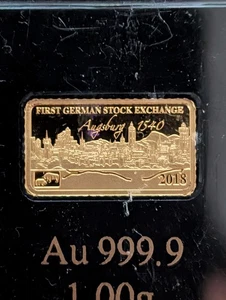 FIRST GERMAN STOCK EXCHANGE
Augsburg 1540
2018
Au 999.9
1.00g